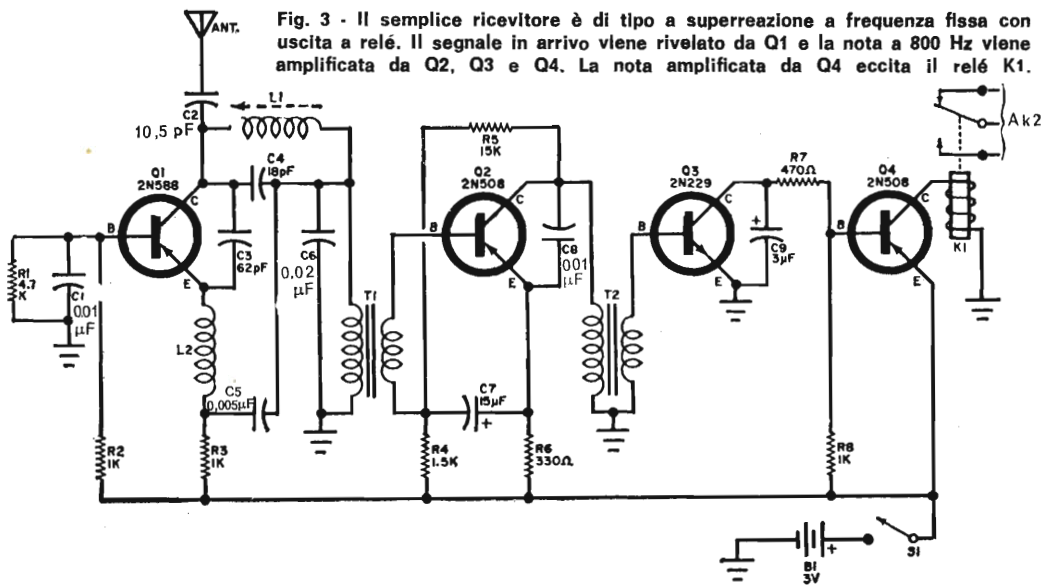 Fig. 3 - Il semplice ricevitore è di tipo a superreazione a frequenza fissa con
uscita a relé. Il segnale in arrivo viene rivelato da Q1 e la nota a 800 Hz viene
amplificata da Q2, Q3 e Q4. La nota amplificata da Q4 eccita il relé K1.
ANT.
C2
10,5 pF
L1
C4
18pF
Q1
2N588
B
C
E
R1
4.7
K
C1
0.01
µF
C3
62pF
C6
0.02
µF
L2
C5
0,005µF
R2
1K
R3
1K
T1
R5
15K
Q2
2N508
B
C
E
C8
001
µF
C7
15µF
+
R4
1.5K
R6
330Ω
T2
Q3
2N229
B
C
E
+
C9
3µF
R7
470Ω
Q4
2N508
B
C
E
R8
1K
K1
Ak2
B1
3V
+
S1